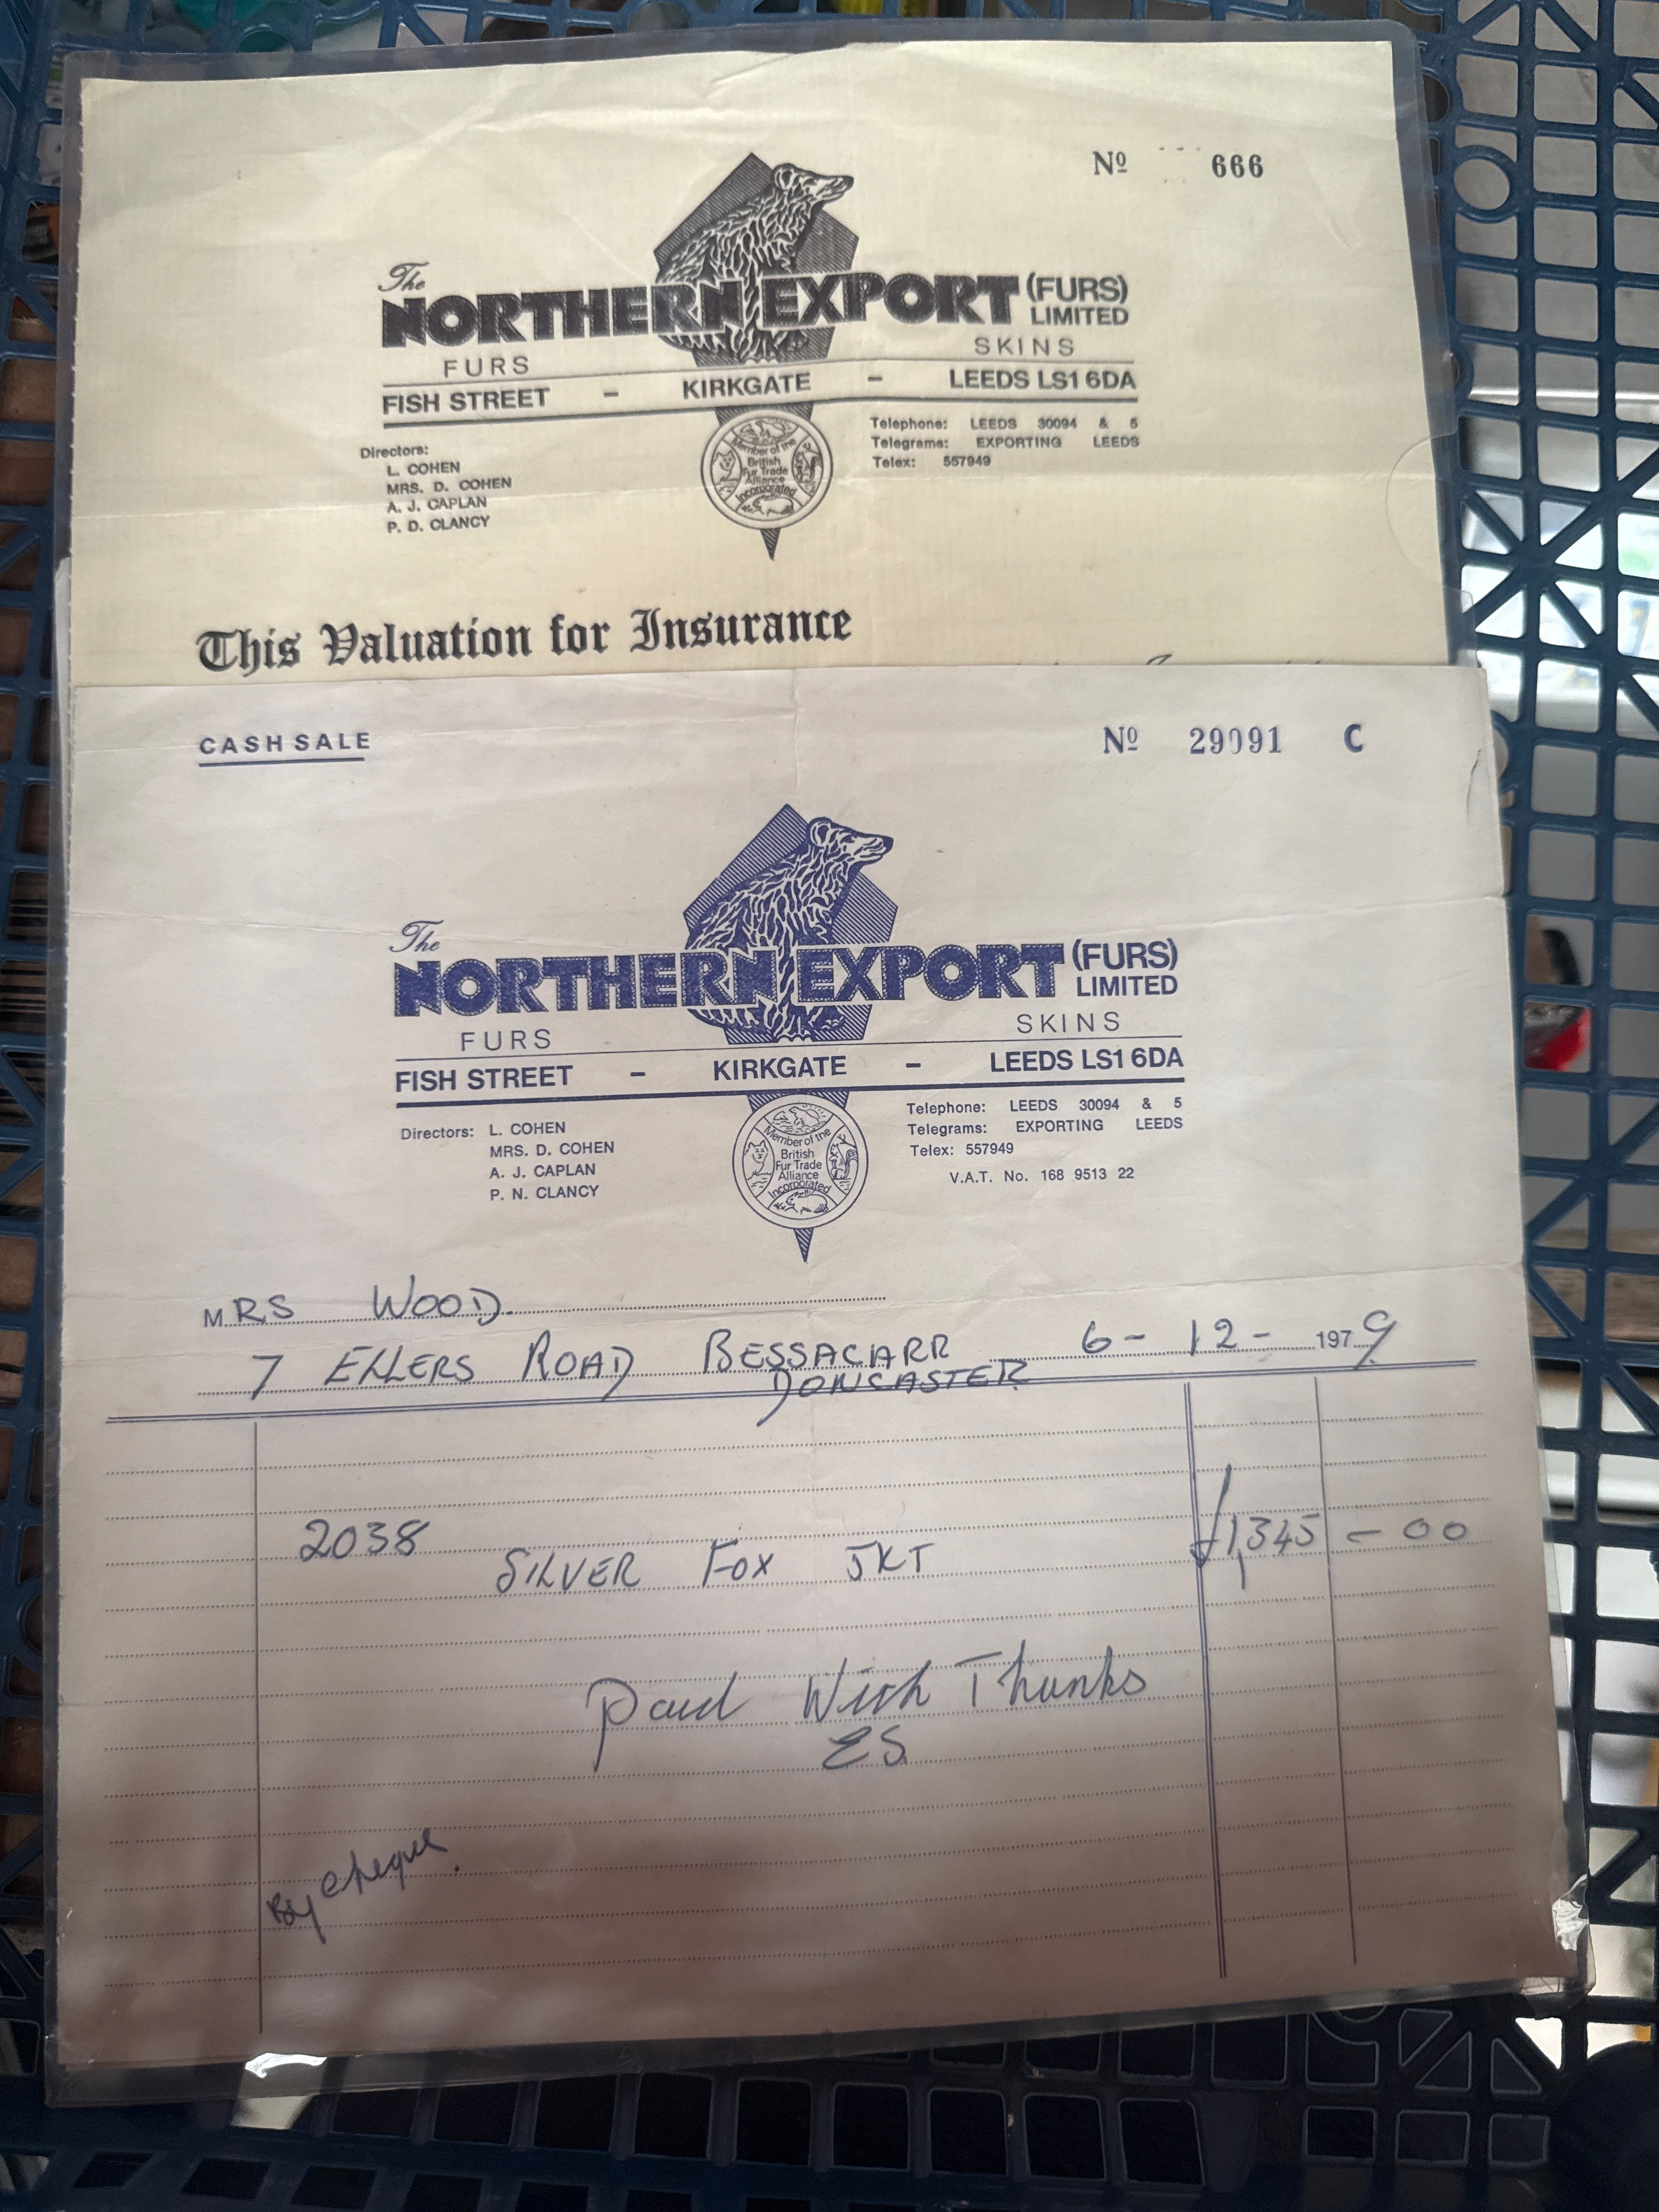 Nº 666
The
NORTHERN EXPORT (FURS) LIMITED
FURS SKINS
FISH STREET - KIRKGATE - LEEDS LS1 6DA
Directors:
L. COHEN
MRS. D. COHEN
A. J. CAPLAN
P. D. CLANCY
Member of the
British
Fur Trade
Alliance
Incorporated
Telephone: LEEDS 30094 & 5
Telegrams: EXPORTING LEEDS
Telex: 557949
This Valuation for Insurance
CASH SALE
Nº 29091 C
The
NORTHERN EXPORT (FURS) LIMITED
FURS SKINS
FISH STREET - KIRKGATE - LEEDS LS1 6DA
Directors: L. COHEN
MRS. D. COHEN
A. J. CAPLAN
P. N. CLANCY
Member of the
British
Fur Trade
Alliance
Incorporated
Telephone: LEEDS 30094 & 5
Telegrams: EXPORTING LEEDS
Telex: 557949
V.A.T. No. 168 9513 22
MRS WOOD.
7 ELLERS ROAD BESSACARR 6 - 12 - 1979
DONCASTER
2038 SILVER FOX JKT £1,345 - 00
Paid With Thanks
ES
By cheque.